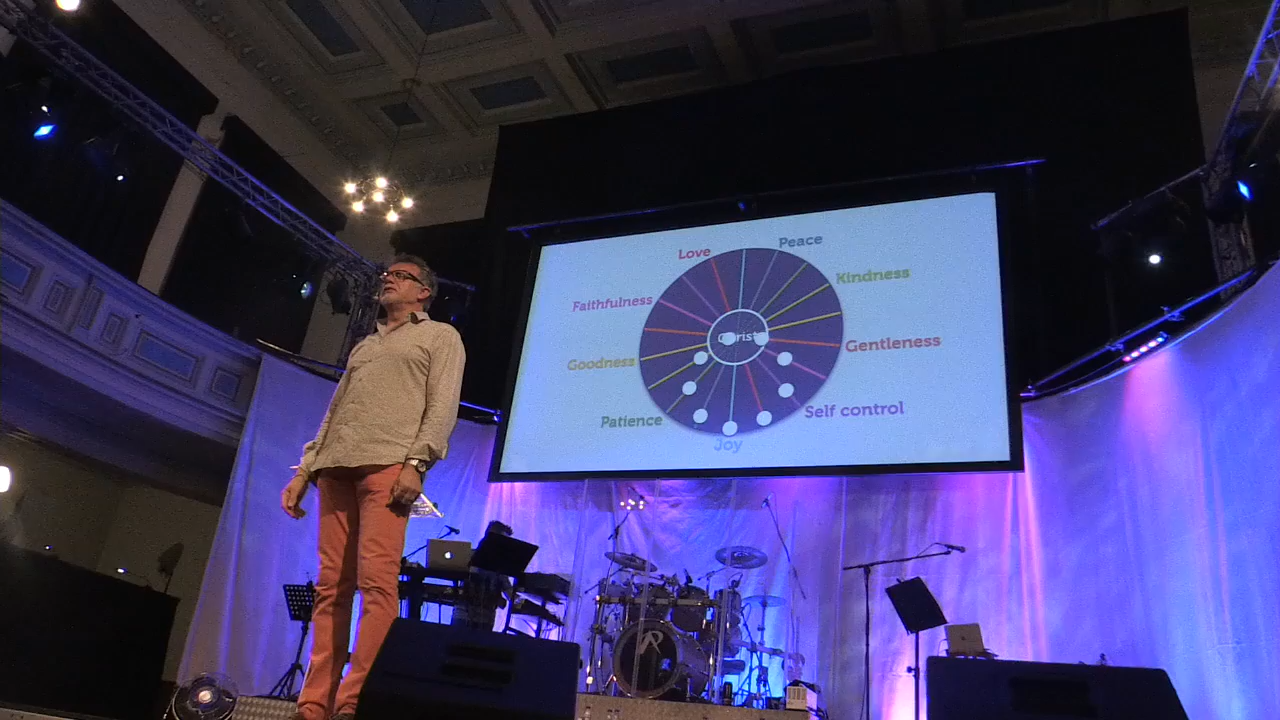 Love
Peace
Kindness
Faithfulness
Christ
Gentleness
Goodness
Self control
Patience
Joy